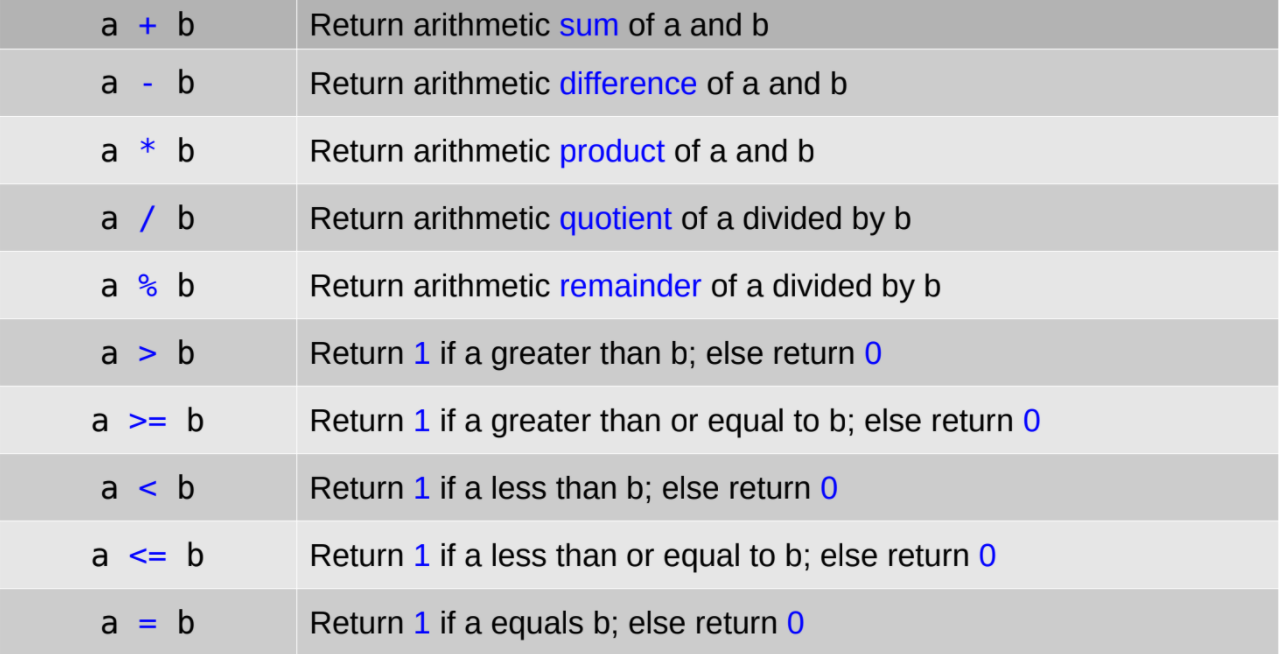 a + b Return arithmetic sum of a and b
a - b Return arithmetic difference of a and b
a * b Return arithmetic product of a and b
a / b Return arithmetic quotient of a divided by b
a % b Return arithmetic remainder of a divided by b
a > b Return 1 if a greater than b; else return 0
a >= b Return 1 if a greater than or equal to b; else return 0
a < b Return 1 if a less than b; else return 0
a <= b Return 1 if a less than or equal to b; else return 0
a = b Return 1 if a equals b; else return 0